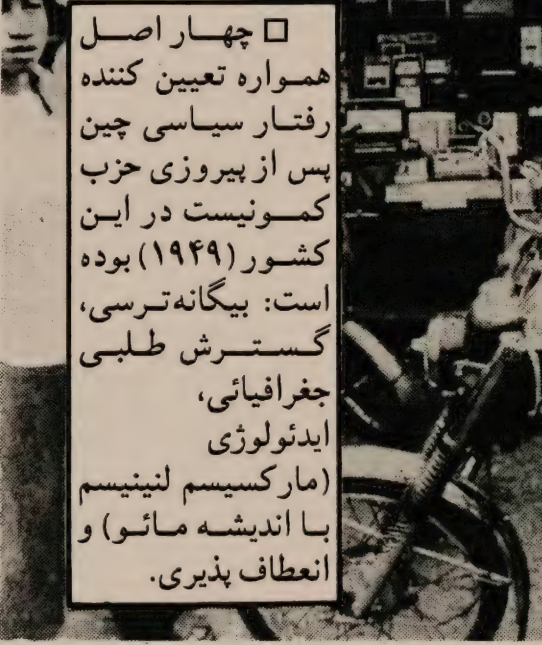 □ چهار اصل
همواره تعیین کننده
رفتار سیاسی چین
پس از پیروزی حزب
کمونیست در این
کشور (۱۹۴۹) بوده
است: بیگانه‌ترسی،
گسترش طلبی
جغرافیائی،
ایدئولوژی
(مارکسیسم لنینیسم
با اندیشه مائو) و
انعطاف پذیری.